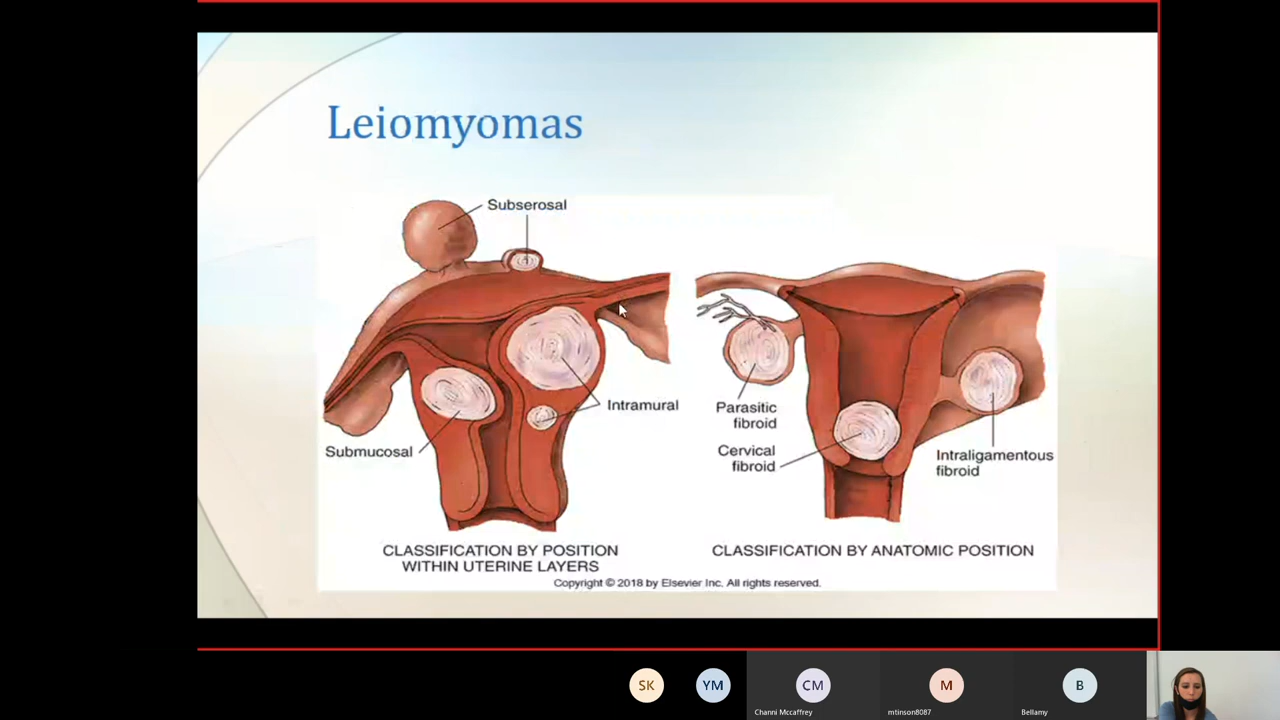 Leiomyomas
Subserosal
Submucosal
Intramural
CLASSIFICATION BY POSITION
WITHIN UTERINE LAYERS
Parasitic
fibroid
Cervical
fibroid
Intraligamentous
fibroid
CLASSIFICATION BY ANATOMIC POSITION
Copyright © 2018 by Elsevier Inc. All rights reserved.
SK
YM
CM
Channi Mccaffrey
M
mtinson8087
B
Bellamy